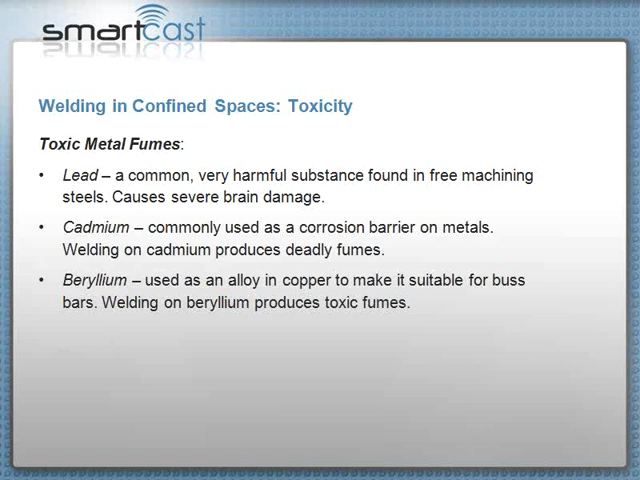 smartcast
Welding in Confined Spaces: Toxicity
Toxic Metal Fumes:
• Lead – a common, very harmful substance found in free machining
steels. Causes severe brain damage.
• Cadmium – commonly used as a corrosion barrier on metals.
Welding on cadmium produces deadly fumes.
• Beryllium – used as an alloy in copper to make it suitable for buss
bars. Welding on beryllium produces toxic fumes.